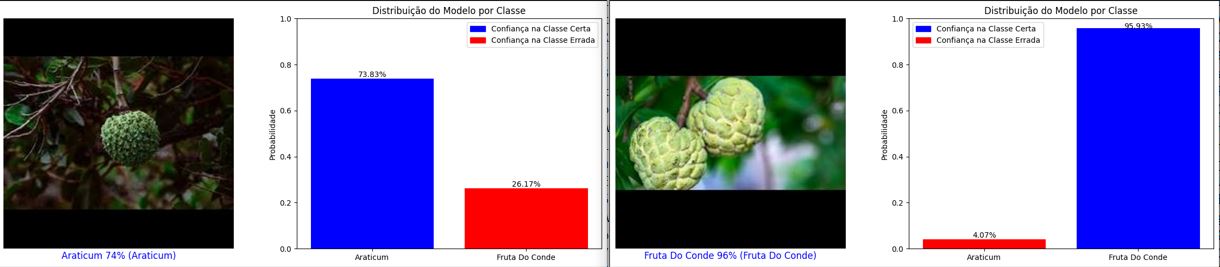 Distribuição do Modelo por Classe
1.0
0.8
0.6
0.4
0.2
0.0
Probabilidade
Confiança na Classe Certa
Confiança na Classe Errada
73.83%
26.17%
Araticum
Fruta Do Conde
Araticum 74% (Araticum)
Distribuição do Modelo por Classe
1.0
0.8
0.6
0.4
0.2
0.0
Probabilidade
Confiança na Classe Certa
Confiança na Classe Errada
95.93%
4.07%
Araticum
Fruta Do Conde
Fruta Do Conde 96% (Fruta Do Conde)